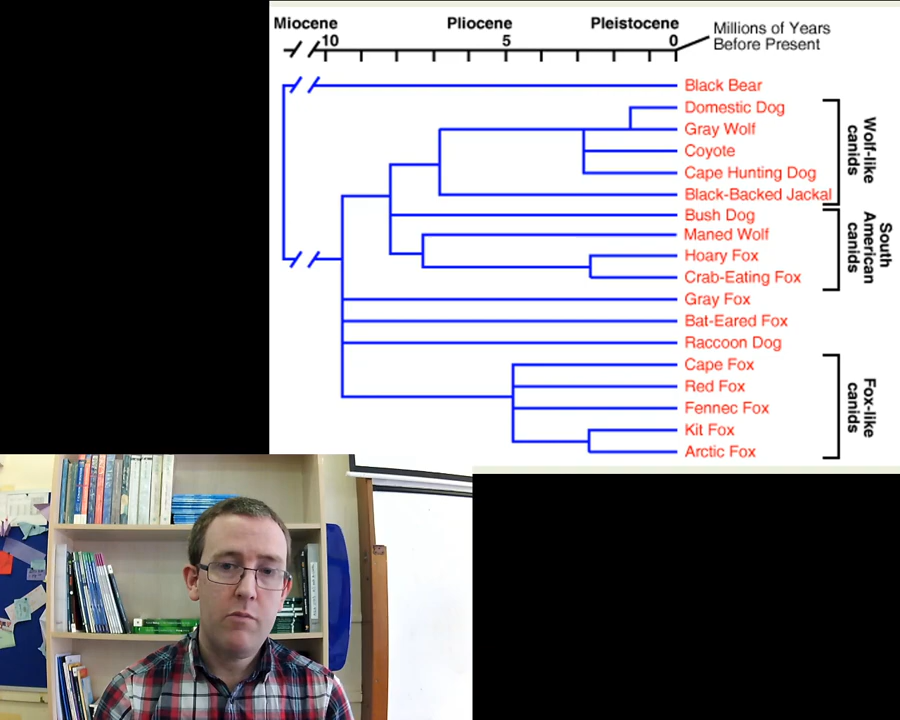 Miocene Pliocene Pleistocene
10 5 0
Millions of Years
Before Present
Black Bear
Domestic Dog
Gray Wolf
Coyote
Cape Hunting Dog
Black-Backed Jackal
Wolf-like
canids
Bush Dog
Maned Wolf
Hoary Fox
Crab-Eating Fox
South
American
canids
Gray Fox
Bat-Eared Fox
Raccoon Dog
Cape Fox
Red Fox
Fennec Fox
Kit Fox
Arctic Fox
Fox-like
canids